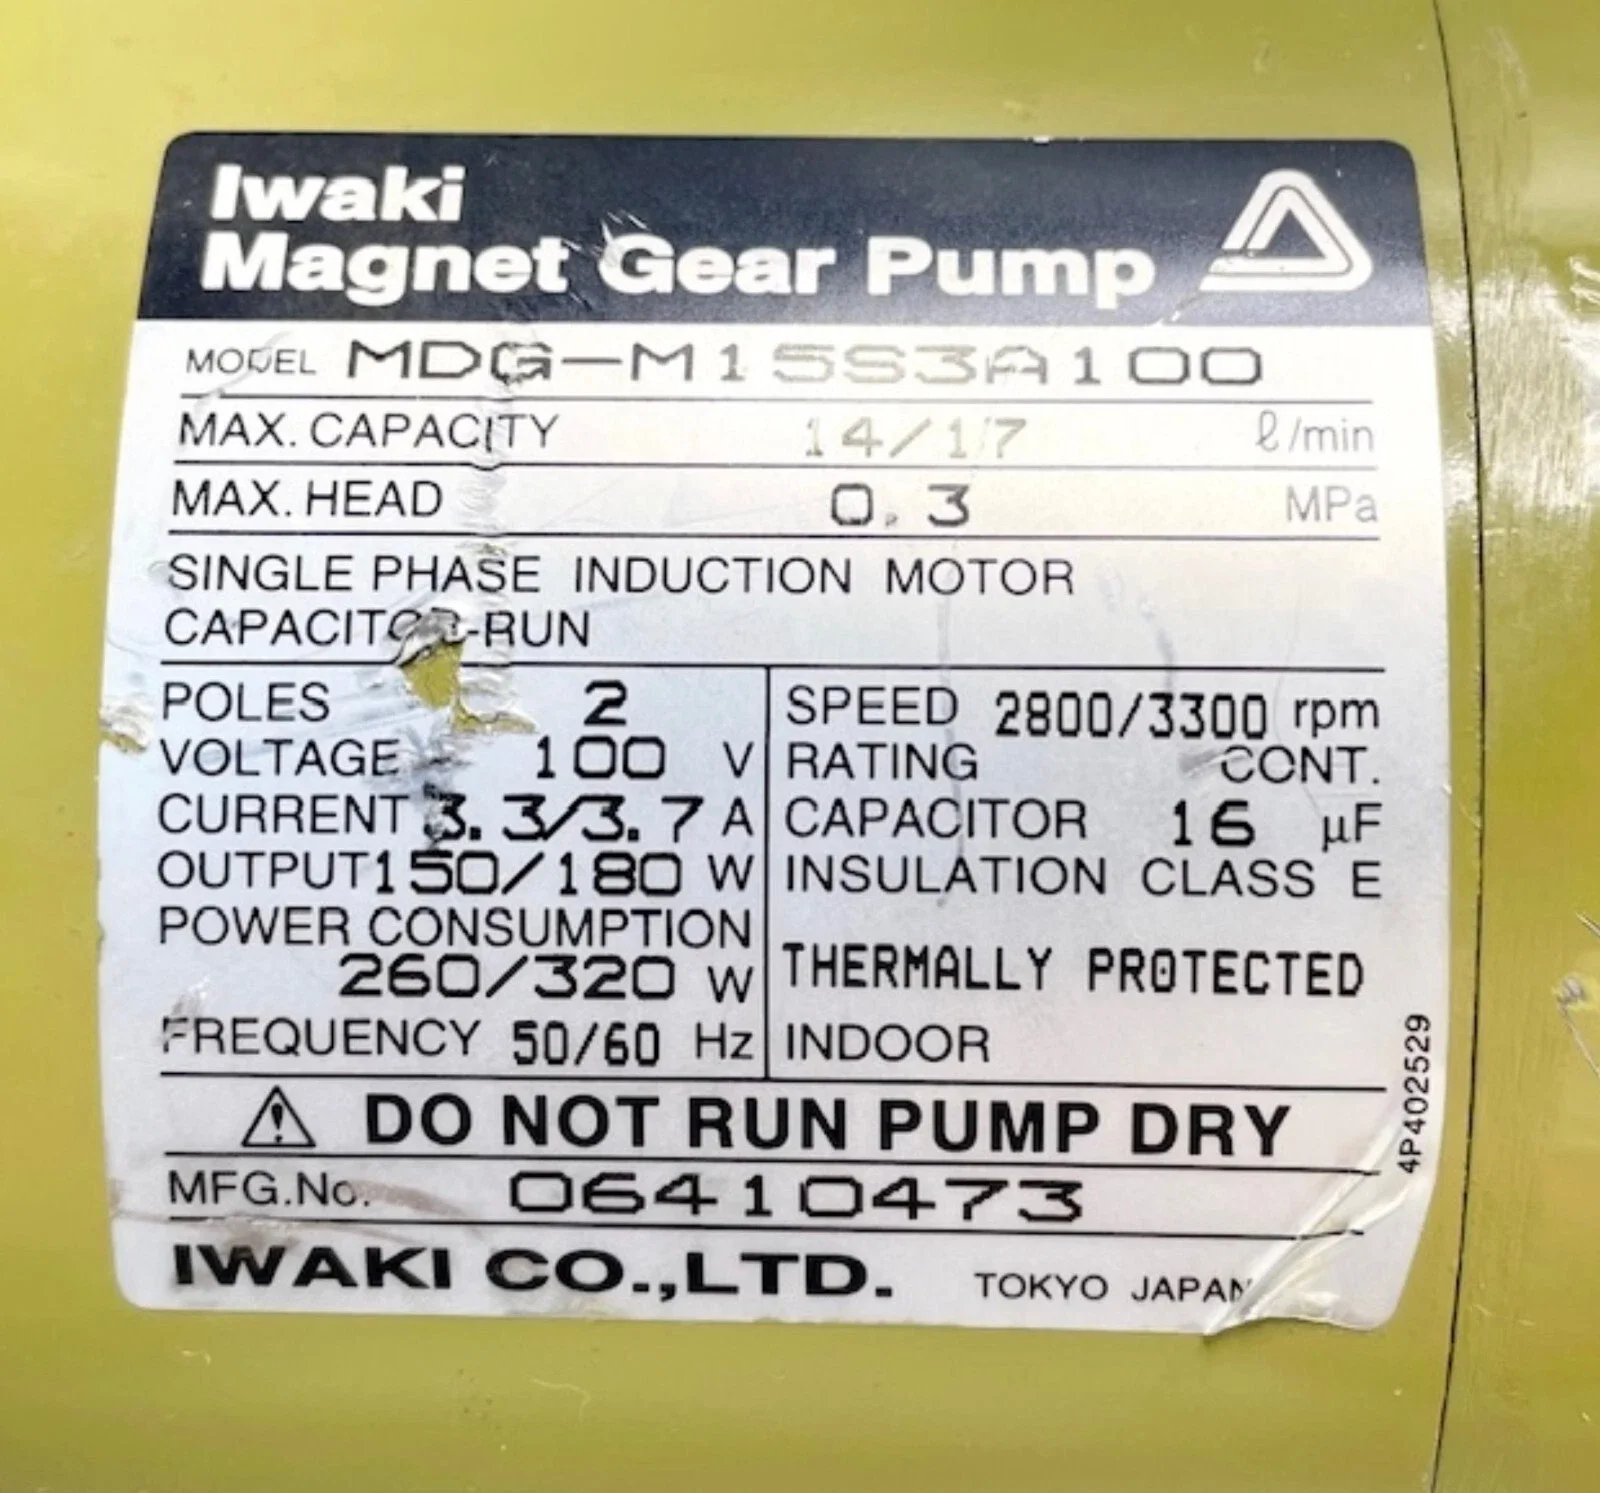 Iwaki
Magnet Gear Pump
MODEL MDG-M15S3A100
MAX. CAPACITY 14/17 ℓ/min
MAX. HEAD 0.3 MPa
SINGLE PHASE INDUCTION MOTOR
CAPACITOR-RUN
POLES 2
VOLTAGE 100 V
CURRENT 3.3/3.7 A
OUTPUT 150/180 W
POWER CONSUMPTION
260/320 W
FREQUENCY 50/60 Hz
SPEED 2800/3300 rpm
RATING CONT.
CAPACITOR 16 µF
INSULATION CLASS E
THERMALLY PROTECTED
INDOOR
4P402529
DO NOT RUN PUMP DRY
MFG.No. 06410473
IWAKI CO.,LTD. TOKYO JAPAN